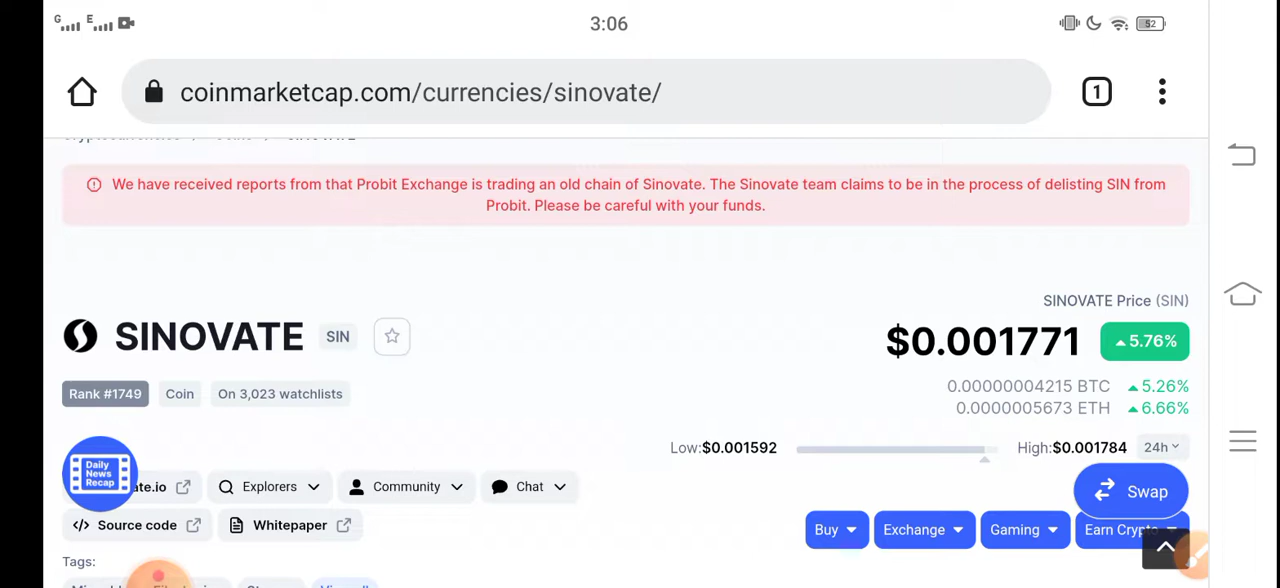 G E 3:06 52
coinmarketcap.com/currencies/sinovate/ 1
We have received reports from that Probit Exchange is trading an old chain of Sinovate. The Sinovate team claims to be in the process of delisting SIN from
Probit. Please be careful with your funds.
SINOVATE Price (SIN)
SINOVATE SIN $0.001771 5.76%
Rank #1749 Coin On 3,023 watchlists 0.00000004215 BTC 5.26%
0.0000005673 ETH 6.66%
Low:$0.001592 High:$0.001784 24h
Daily
News
Recap
te.io Explorers Community Chat Swap
Source code Whitepaper Buy Exchange Gaming Earn Crypto
Tags: